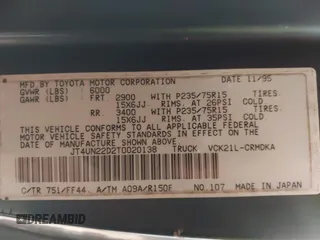 MFD BY TOYOTA MOTOR CORPORATION DATE 11/95
GVWR (LBS) 6000
GAWR (LBS) FRT 2900 WITH P235/75R15 TIRES,
15X6JJ RIMS, AT 26PSI COLD
RR 3400 WITH P235/75R15 TIRES,
15X6JJ RIMS, AT 29PSI COLD
THIS VEHICLE CONFORMS TO ALL APPLICABLE FEDERAL
MOTOR VEHICLE SAFETY STANDARDS IN EFFECT ON THE
DATE OF MANUFACTURE SHOWN ABOVE.
JT4UN22D2T0020138 TRUCK VCK21L-CRMDKA
C/TR 751/FF44 A/TM A09A/R150F NO.107 MADE IN JAPAN